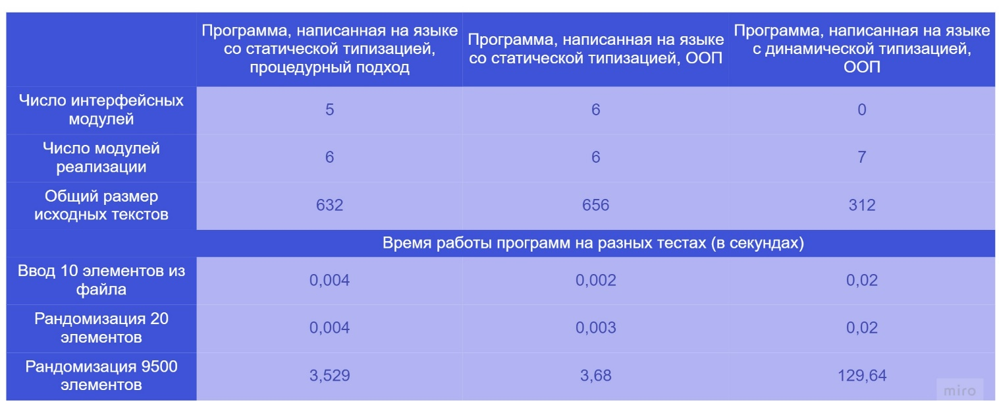 Программа, написанная на языке
со статической типизацией,
процедурный подход
Программа, написанная на языке
со статической типизацией, ООП
Программа, написанная на языке
с динамической типизацией,
ООП
Число интерфейсных
модулей
5
6
0
Число модулей
реализации
6
6
7
Общий размер
исходных текстов
632
656
312
Время работы программ на разных тестах (в секундах)
Ввод 10 элементов из
файла
0,004
0,002
0,02
Рандомизация 20
элементов
0,004
0,003
0,02
Рандомизация 9500
элементов
3,529
3,68
129,64
miro